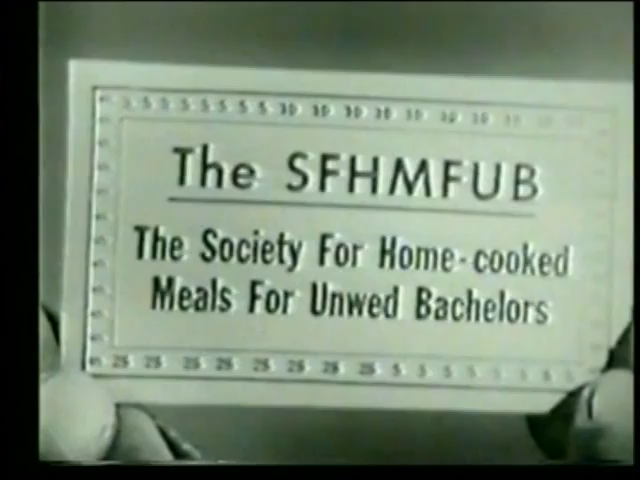 The SFHMFUB
The Society For Home-cooked
Meals For Unwed Bachelors